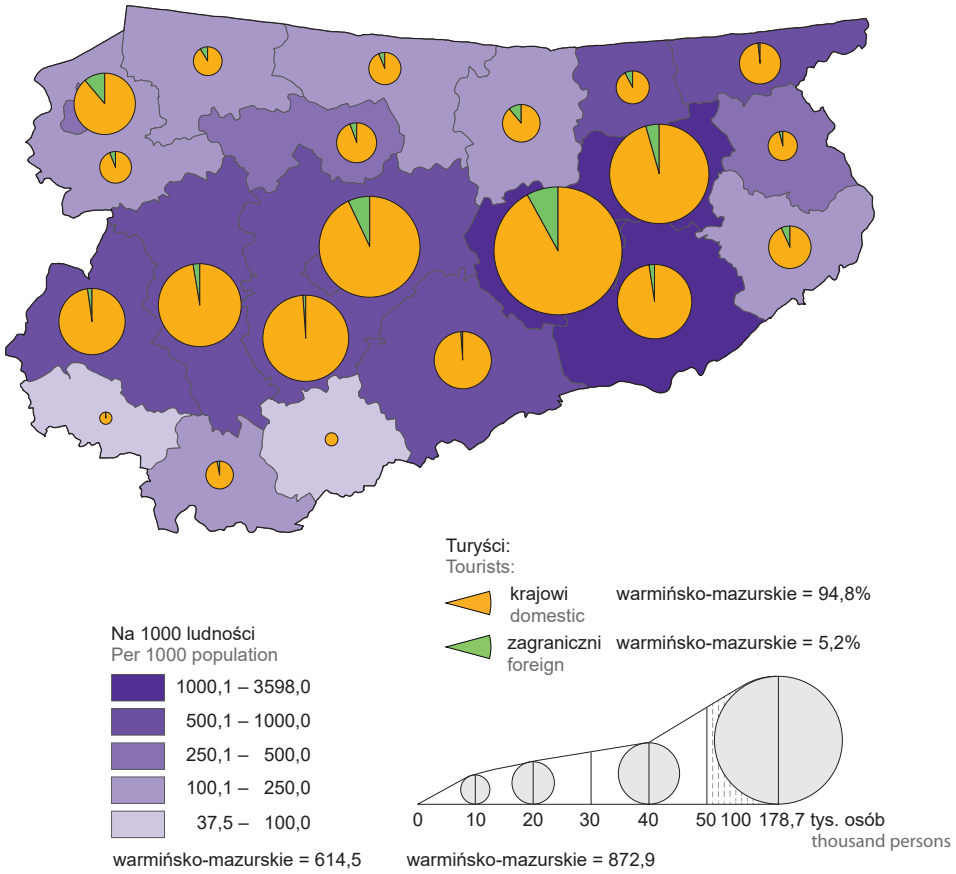 Turyści:
Tourists:
krajowi warmińsko-mazurskie = 94,8%
domestic
zagraniczni warmińsko-mazurskie = 5,2%
foreign
Na 1000 ludności
Per 1000 population
1000,1 – 3598,0
500,1 – 1000,0
250,1 – 500,0
100,1 – 250,0
37,5 – 100,0
warmińsko-mazurskie = 614,5
0 10 20 30 40 50 100 178,7 tys. osób
thousand persons
warmińsko-mazurskie = 872,9